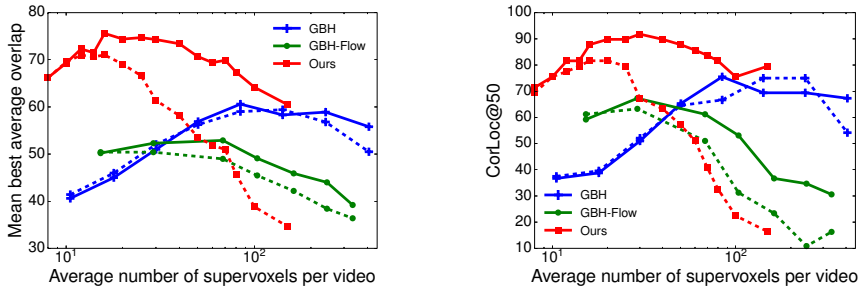 Mean best average overlap
80
70
60
50
40
30
10¹
10²
Average number of supervoxels per video
GBH
GBH-Flow
Ours
CorLoc@50
100
90
80
70
60
50
40
30
20
10
10¹
10²
Average number of supervoxels per video
GBH
GBH-Flow
Ours